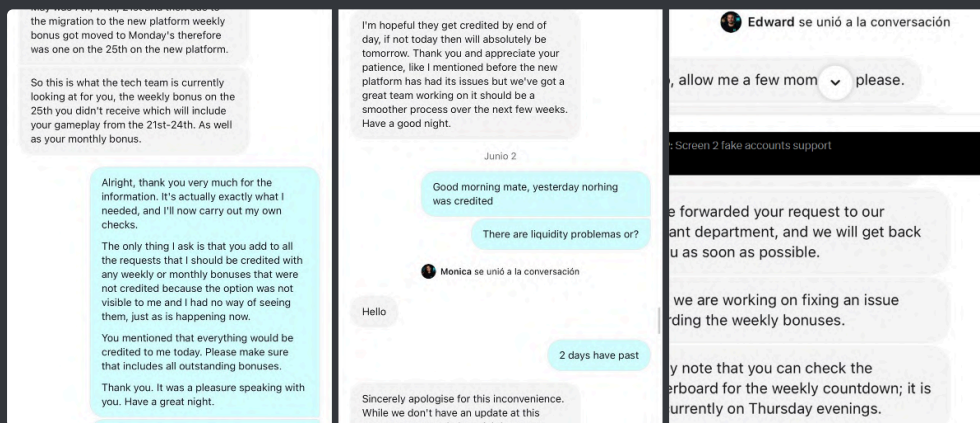 the migration to the new platform weekly
bonus got moved to Monday's therefore
was one on the 25th on the new platform.
So this is what the tech team is currently
looking at for you, the weekly bonus on the
25th you didn't receive which will include
your gameplay from the 21st-24th. As well
as your monthly bonus.
Alright, thank you very much for the
information. It's actually exactly what I
needed, and I'll now carry out my own
checks.
The only thing I ask is that you add to all
the requests that I should be credited with
any weekly or monthly bonuses that were
not credited because the option was not
visible to me and I had no way of seeing
them, just as is happening now.
You mentioned that everything would be
credited to me today. Please make sure
that includes all outstanding bonuses.
Thank you. It was a pleasure speaking with
you. Have a great night.
I'm hopeful they get credited by end of
day, if not today then will absolutely be
tomorrow. Thank you and appreciate your
patience, like I mentioned before the new
platform has had its issues but we've got a
great team working on it should be a
smoother process over the next few weeks.
Have a good night.
Junio 2
Good morning mate, yesterday norhing
was credited
There are liquidity problemas or?
Monica se unió a la conversación
Hello
2 days have past
Sincerely apologise for this inconvenience.
While we don't have an update at this
Edward se unió a la conversación
, allow me a few mom please.
: Screen 2 fake accounts support
e forwarded your request to our
ant department, and we will get back
u as soon as possible.
we are working on fixing an issue
rding the weekly bonuses.
y note that you can check the
erboard for the weekly countdown; it is
urrently on Thursday evenings.